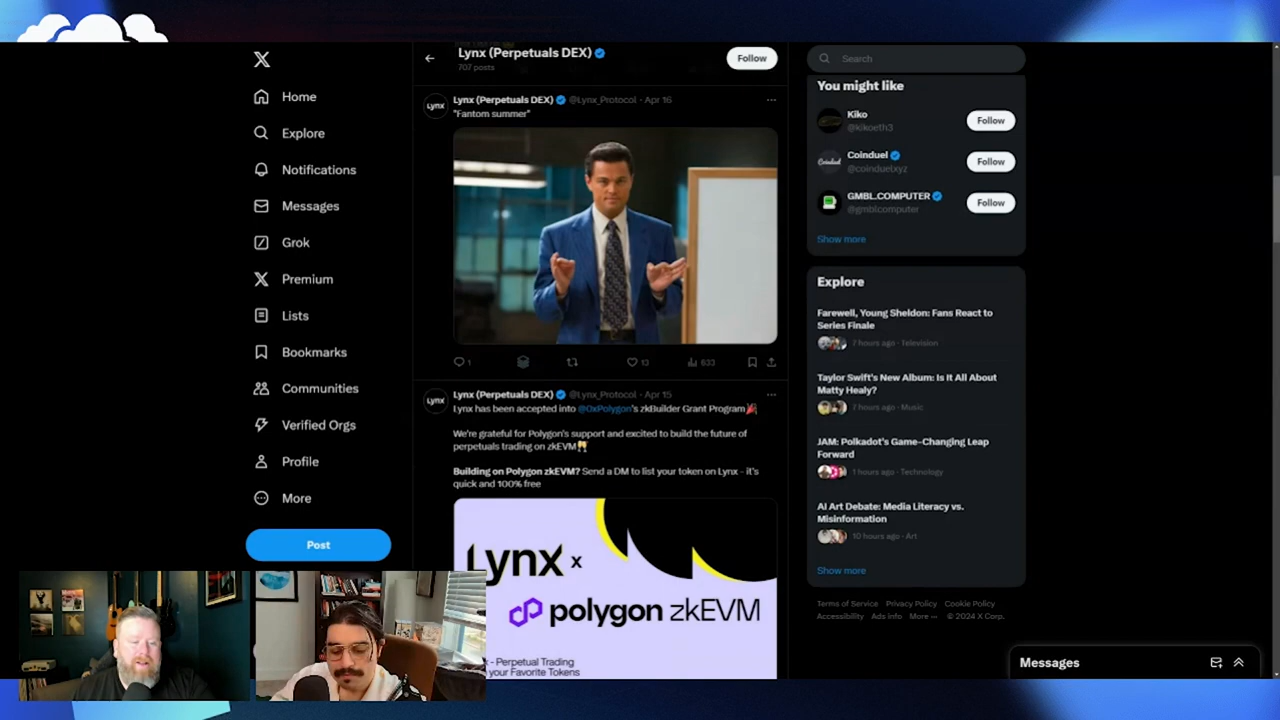 Home
Explore
Notifications
Messages
Grok
Premium
Lists
Bookmarks
Communities
Verified Orgs
Profile
More
Post
Lynx (Perpetuals DEX)
707 posts
Follow
Lynx (Perpetuals DEX) @Lynx_Protocol · Apr 16
"Fantom summer"
1
13
633
Lynx (Perpetuals DEX) @Lynx_Protocol · Apr 15
Lynx has been accepted into @0xPolygon's zkBuilder Grant Program
We're grateful for Polygon's support and excited to build the future of
perpetuals trading on zkEVM
Building on Polygon zkEVM? Send a DM to list your token on Lynx - it's
quick and 100% free
Lynx x
polygon zkEVM
- Perpetual Trading
your Favorite Tokens
Search
You might like
Kiko
@kikoeth3
Follow
Coinduel
@coinduelxyz
Follow
GMBL.COMPUTER
@gmblcomputer
Follow
Show more
Explore
Farewell, Young Sheldon: Fans React to
Series Finale
7 hours ago · Television
Taylor Swift's New Album: Is It All About
Matty Healy?
7 hours ago · Music
JAM: Polkadot's Game-Changing Leap
Forward
1 hours ago · Technology
AI Art Debate: Media Literacy vs.
Misinformation
10 hours ago · Art
Show more
Terms of Service Privacy Policy Cookie Policy
Accessibility Ads info More ··· © 2024 X Corp.
Messages